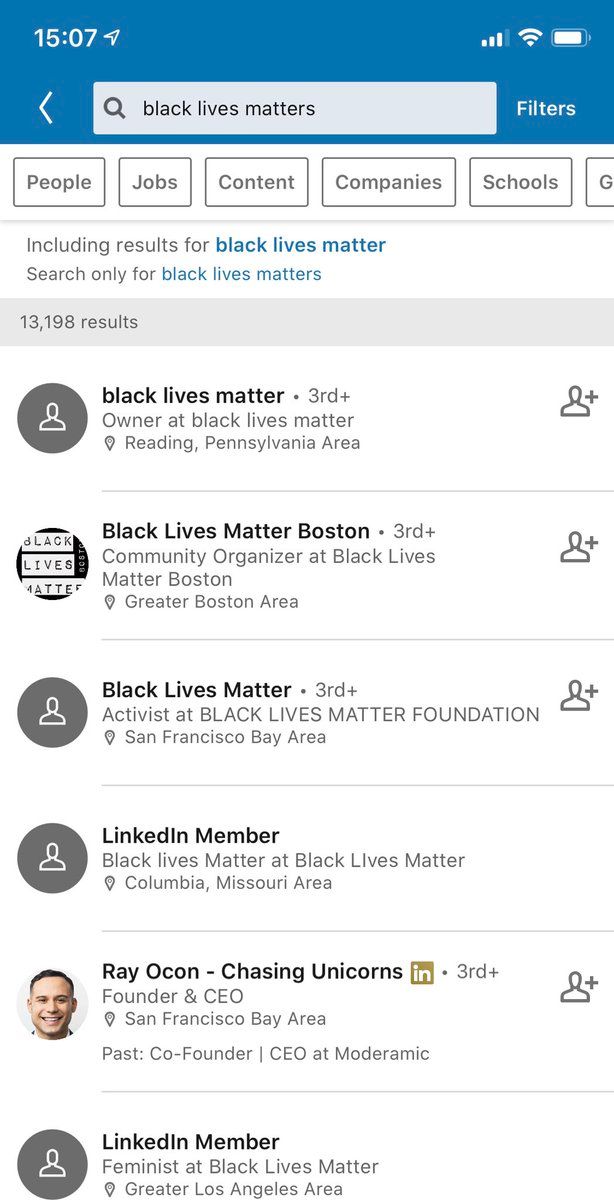 15:07
black lives matters
Filters
People
Jobs
Content
Companies
Schools
G
Including results for black lives matter
Search only for black lives matters
13,198 results
black lives matter • 3rd+
Owner at black lives matter
Reading, Pennsylvania Area
BLACK
LIVES
MATTER
BOSTON
Black Lives Matter Boston • 3rd+
Community Organizer at Black Lives
Matter Boston
Greater Boston Area
Black Lives Matter • 3rd+
Activist at BLACK LIVES MATTER FOUNDATION
San Francisco Bay Area
LinkedIn Member
Black lives Matter at Black LIves Matter
Columbia, Missouri Area
Ray Ocon - Chasing Unicorns in • 3rd+
Founder & CEO
San Francisco Bay Area
Past: Co-Founder | CEO at Moderamic
LinkedIn Member
Feminist at Black Lives Matter
Greater Los Angeles Area